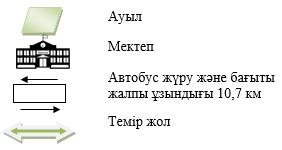 Ауыл
Мектеп
Автобус жүру және бағыты
жалпы ұзындығы 10,7 км
Темір жол